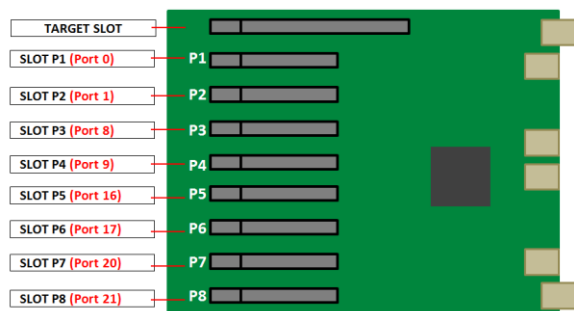 TARGET SLOT
SLOT P1 (Port 0) P1
SLOT P2 (Port 1) P2
SLOT P3 (Port 8) P3
SLOT P4 (Port 9) P4
SLOT P5 (Port 16) P5
SLOT P6 (Port 17) P6
SLOT P7 (Port 20) P7
SLOT P8 (Port 21) P8